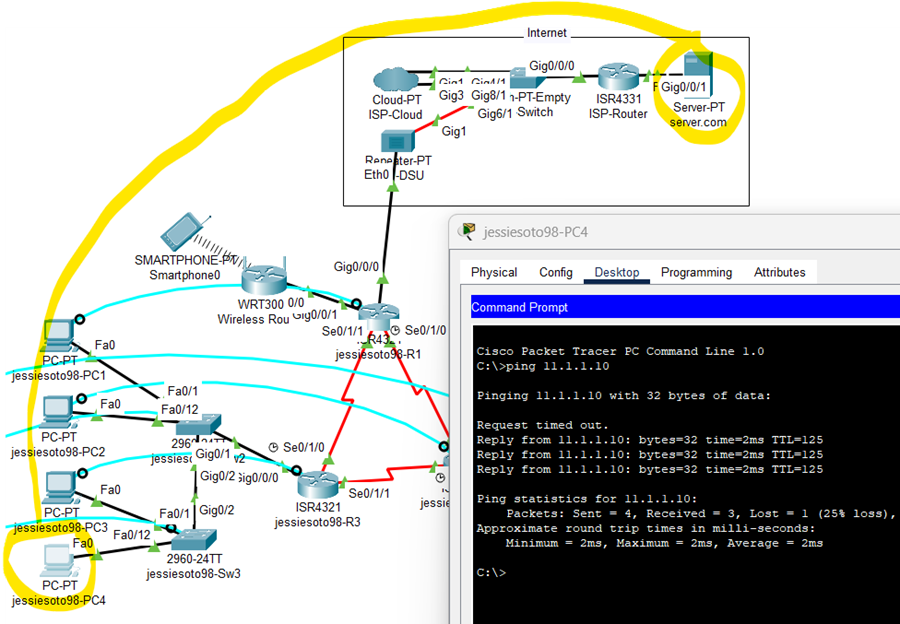 Internet
Gig0/0/0
Gig1
Gig4/1
Cloud-PT
Gig3
Gig8/1
n-PT-Empty
ISR4331
Gig0/0/1
ISP-Cloud
Gig6/1
Switch
ISP-Router
Server-PT
server.com
Gig1
Repeater-PT
Eth0
-DSU
SMARTPHONE-PT
Smartphone0
Gig0/0/0
WRT300
0/0
Gig0/0/1
Wireless Rou
Se0/1/1
Se0/1/0
jessiesoto98-R1
Fa0
PC-PT
jessiesoto98-PC1
Fa0/1
Fa0
Fa0/12
PC-PT
jessiesoto98-PC2
2960-24TT
Gig0/1
Se0/1/0
Gig0/2
Gig0/0/0
Fa0
Se0/1/1
ISR4321
jessiesoto98-R3
PC-PT
jessiesoto98-PC3
Fa0/1
Gig0/2
Fa0
Fa0/12
PC-PT
jessiesoto98-PC4
2960-24TT
jessiesoto98-Sw3
jessiesoto98-PC4
Physical Config Desktop Programming Attributes
Command Prompt
Cisco Packet Tracer PC Command Line 1.0
C:\>ping 11.1.1.10
Pinging 11.1.1.10 with 32 bytes of data:
Request timed out.
Reply from 11.1.1.10: bytes=32 time=2ms TTL=125
Reply from 11.1.1.10: bytes=32 time=2ms TTL=125
Reply from 11.1.1.10: bytes=32 time=2ms TTL=125
Ping statistics for 11.1.1.10:
Packets: Sent = 4, Received = 3, Lost = 1 (25% loss),
Approximate round trip times in milli-seconds:
Minimum = 2ms, Maximum = 2ms, Average = 2ms
C:\>